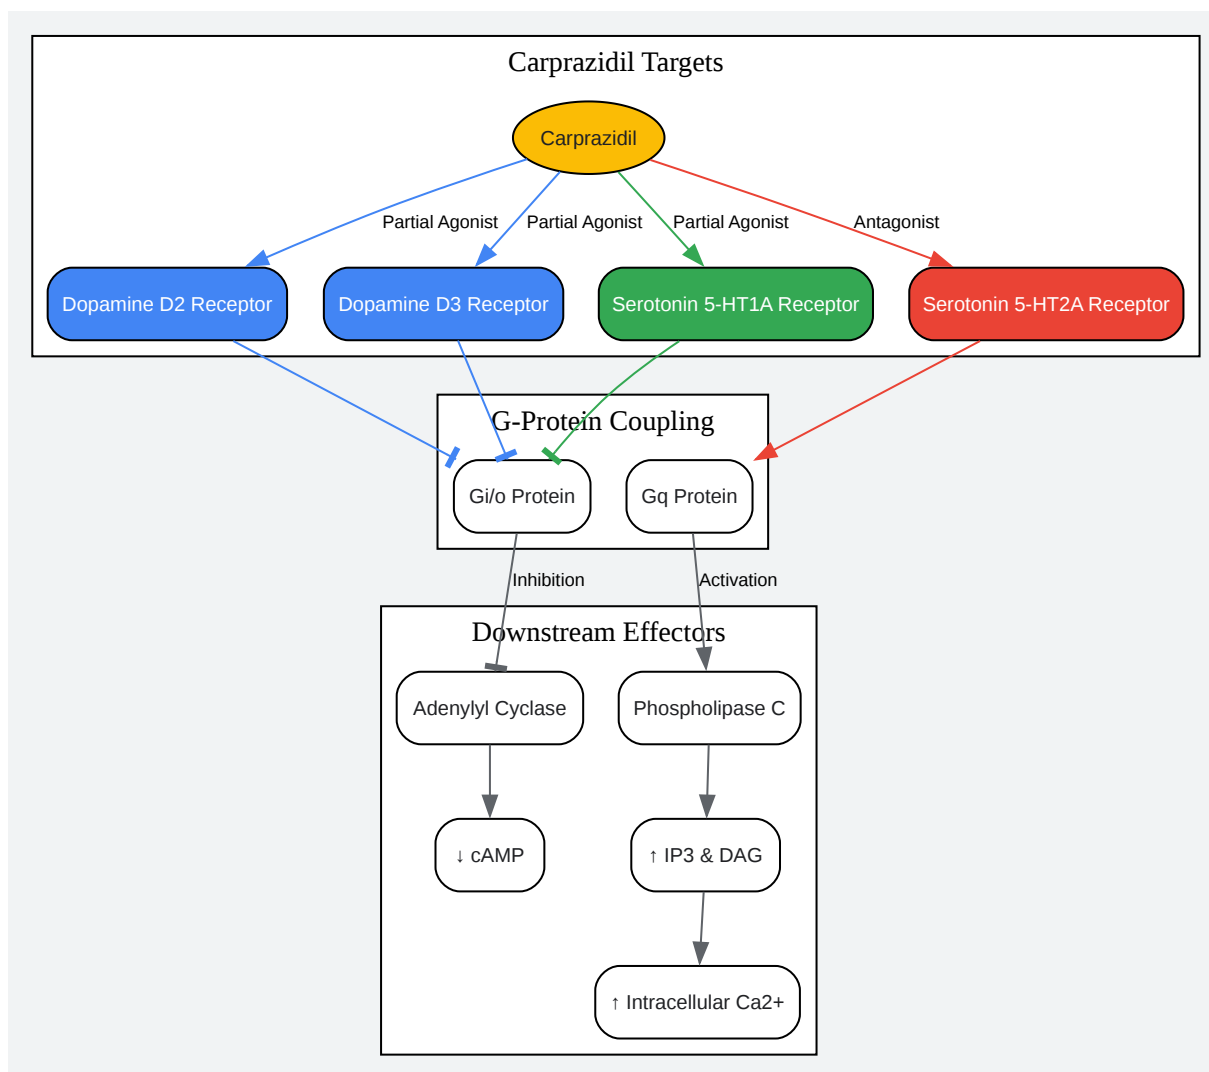 Carprazidil Targets
Carprazidil
Partial Agonist
Partial Agonist
Partial Agonist
Antagonist
Dopamine D2 Receptor
Dopamine D3 Receptor
Serotonin 5-HT1A Receptor
Serotonin 5-HT2A Receptor
G-Protein Coupling
Gi/o Protein
Gq Protein
Inhibition
Activation
Downstream Effectors
Adenylyl Cyclase
Phospholipase C
↓ cAMP
↑ IP3 & DAG
↑ Intracellular Ca2+